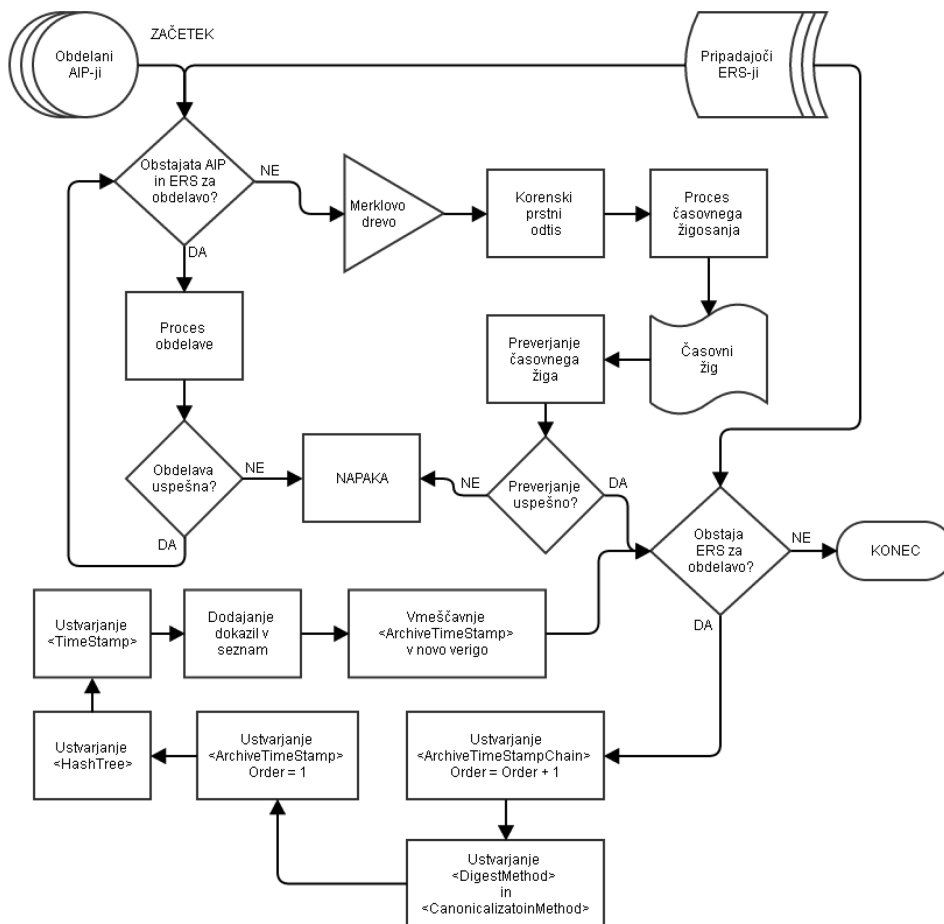 Obdelani
AIP-ji
ZAČETEK
Pripadajoči
ERS-ji
Obstajata AIP
in ERS za
obdelavo?
NE
Merklovo
drevo
Korenski
prstni
odtis
Proces
časovnega
žigosanja
DA
Proces
obdelave
Preverjanje
časovnega
žiga
Časovni
žig
Obdelava
uspešna?
NE
NAPAKA
NE
Preverjanje
uspešno?
DA
Obstaja
ERS za
obdelavo?
NE
KONEC
DA
DA
Ustvarjanje
<TimeStamp>
Dodajanje
dokazil v
seznam
Vmeščavnje
<ArchiveTimeStamp>
v novo verigo
Ustvarjanje
<HashTree>
Ustvarjanje
<ArchiveTimeStamp>
Order = 1
Ustvarjanje
<ArchiveTimeStampChain>
Order = Order + 1
Ustvarjanje
<DigestMethod>
in
<CanonicalizatoinMethod>